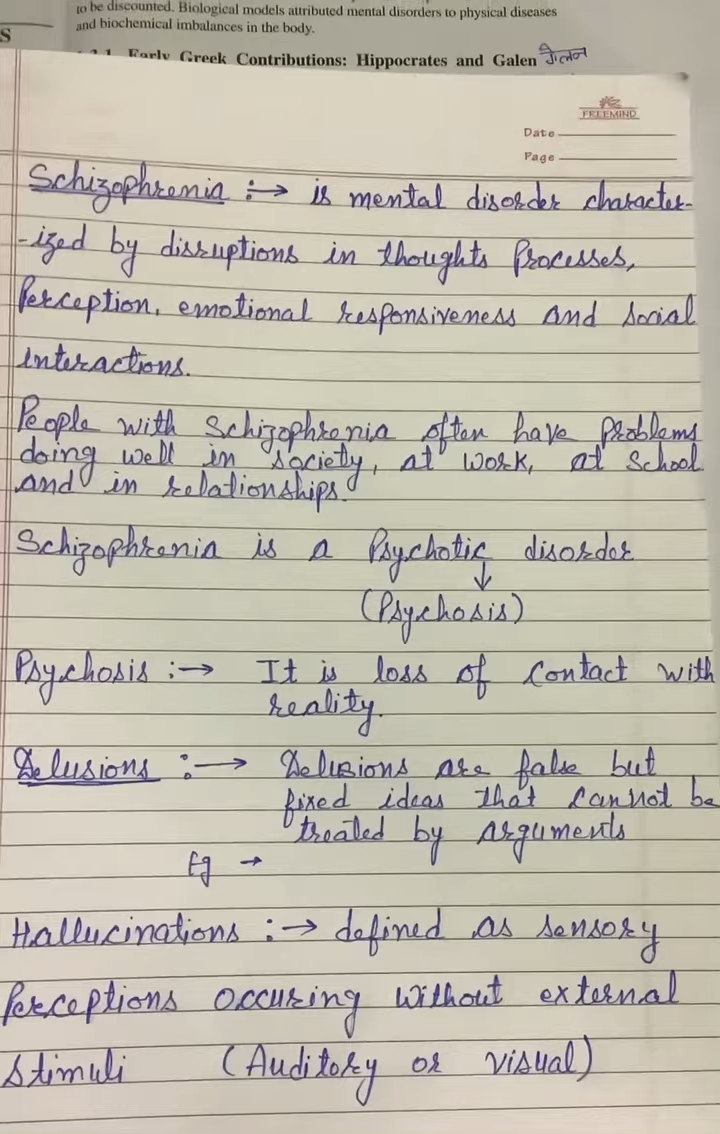 to be discounted. Biological models attributed mental disorders to physical diseases
and biochemical imbalances in the body.
S
Early Greek Contributions: Hippocrates and Galen गैलन
FREEMIND
Date
Page
Schizophrenia :→ is mental disorder character-
-ized by disruptions in thoughts Processes,
Perception, emotional responsiveness and social
interactions.
People with Schizophrenia often have Problems
doing well in society, at work, at School
and in relationships.
Schizophrenia is a Psychotic disorder
↓
(Psychosis)
Psychosis :→ It is loss of Contact with
reality.
Delusions :→ Delusions are false but
fixed ideas that cannot be
treated by arguments
Eg →
Hallucinations :→ defined as sensory
Perceptions occuring without external
stimuli (Auditory or visual)